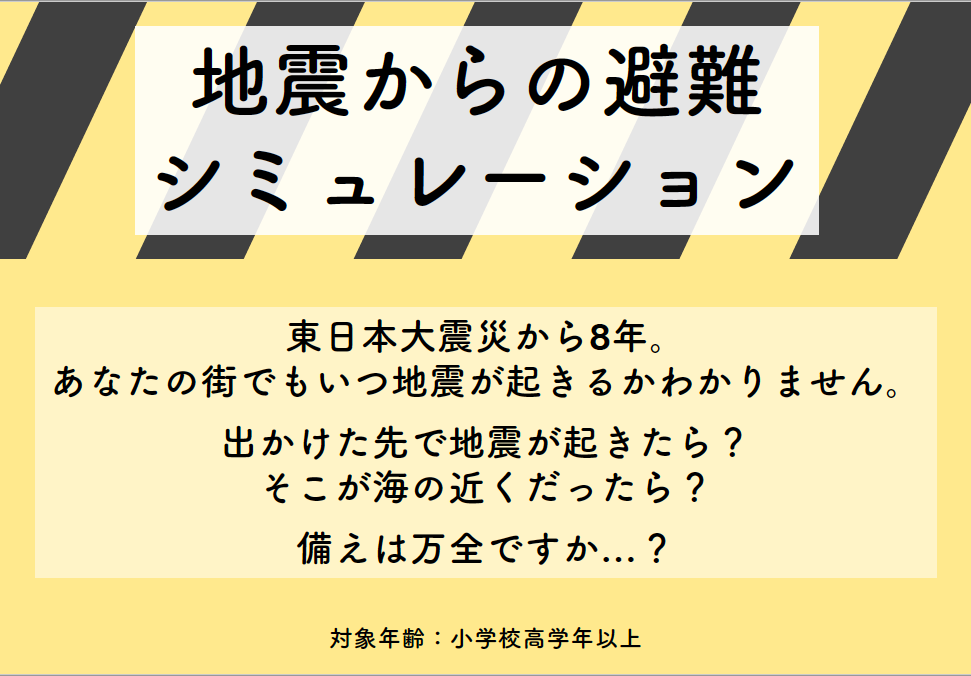 地震からの避難
シミュレーション
東日本大震災から8年。
あなたの街でもいつ地震が起きるかわかりません。
出かけた先で地震が起きたら？
そこが海の近くだったら？
備えは万全ですか…？
対象年齢：小学校高学年以上